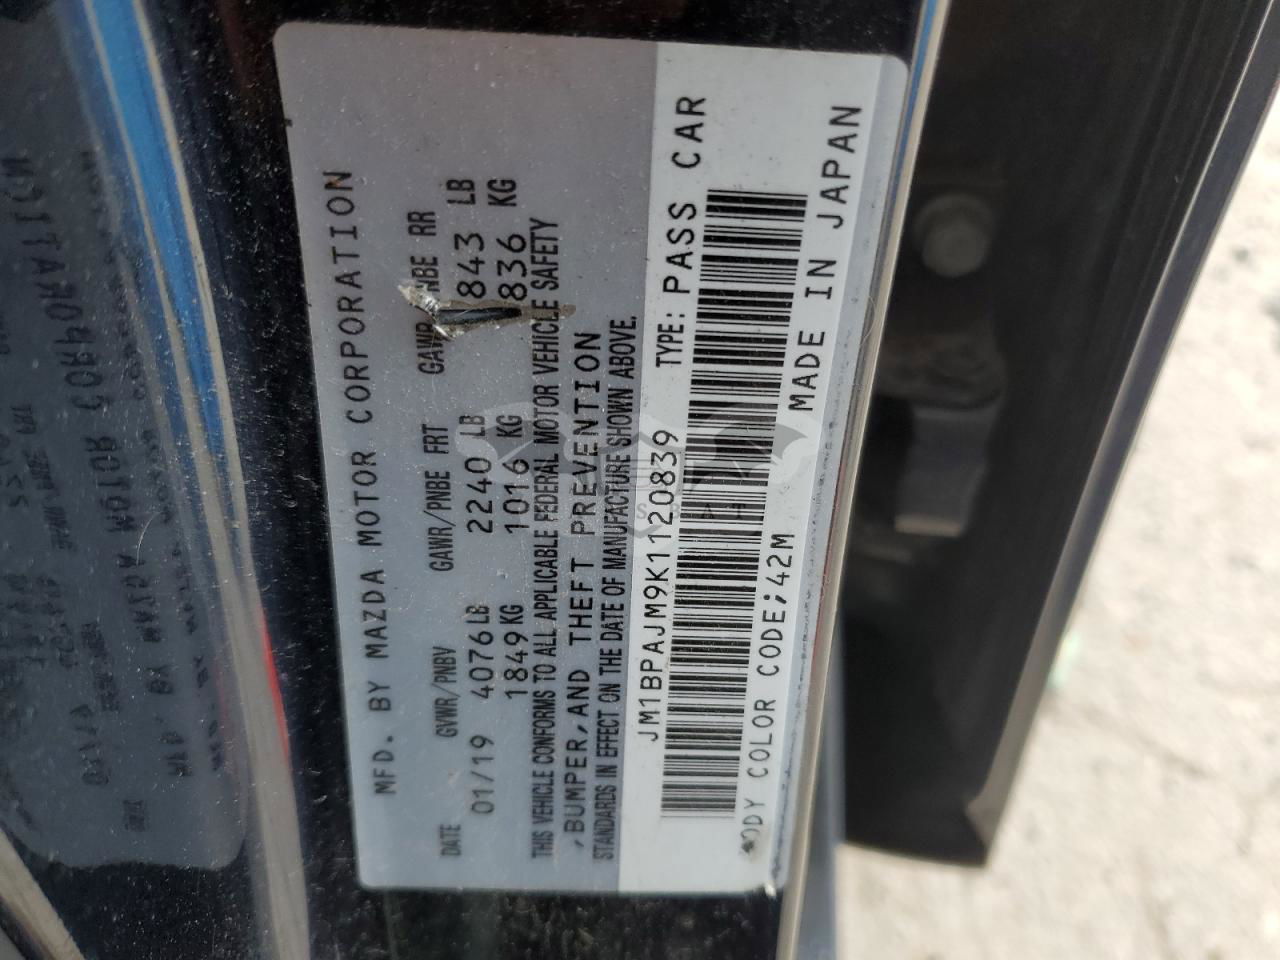 MFD. BY MAZDA MOTOR CORPORATION
DATE GVWR/PNBV GAWR/PNBE FRT GAWR/PNBE RR
01/19 4076LB 2240 LB 843 LB
1849KG 1016 KG 836 KG
THIS VEHICLE CONFORMS TO ALL APPLICABLE FEDERAL MOTOR VEHICLE SAFETY
,BUMPER,AND THEFT PREVENTION
STANDARDS IN EFFECT ON THE DATE OF MANUFACTURE SHOWN ABOVE.
JM1BPAJM9K1120839 TYPE: PASS CAR
BODY COLOR CODE;42M MADE IN JAPAN